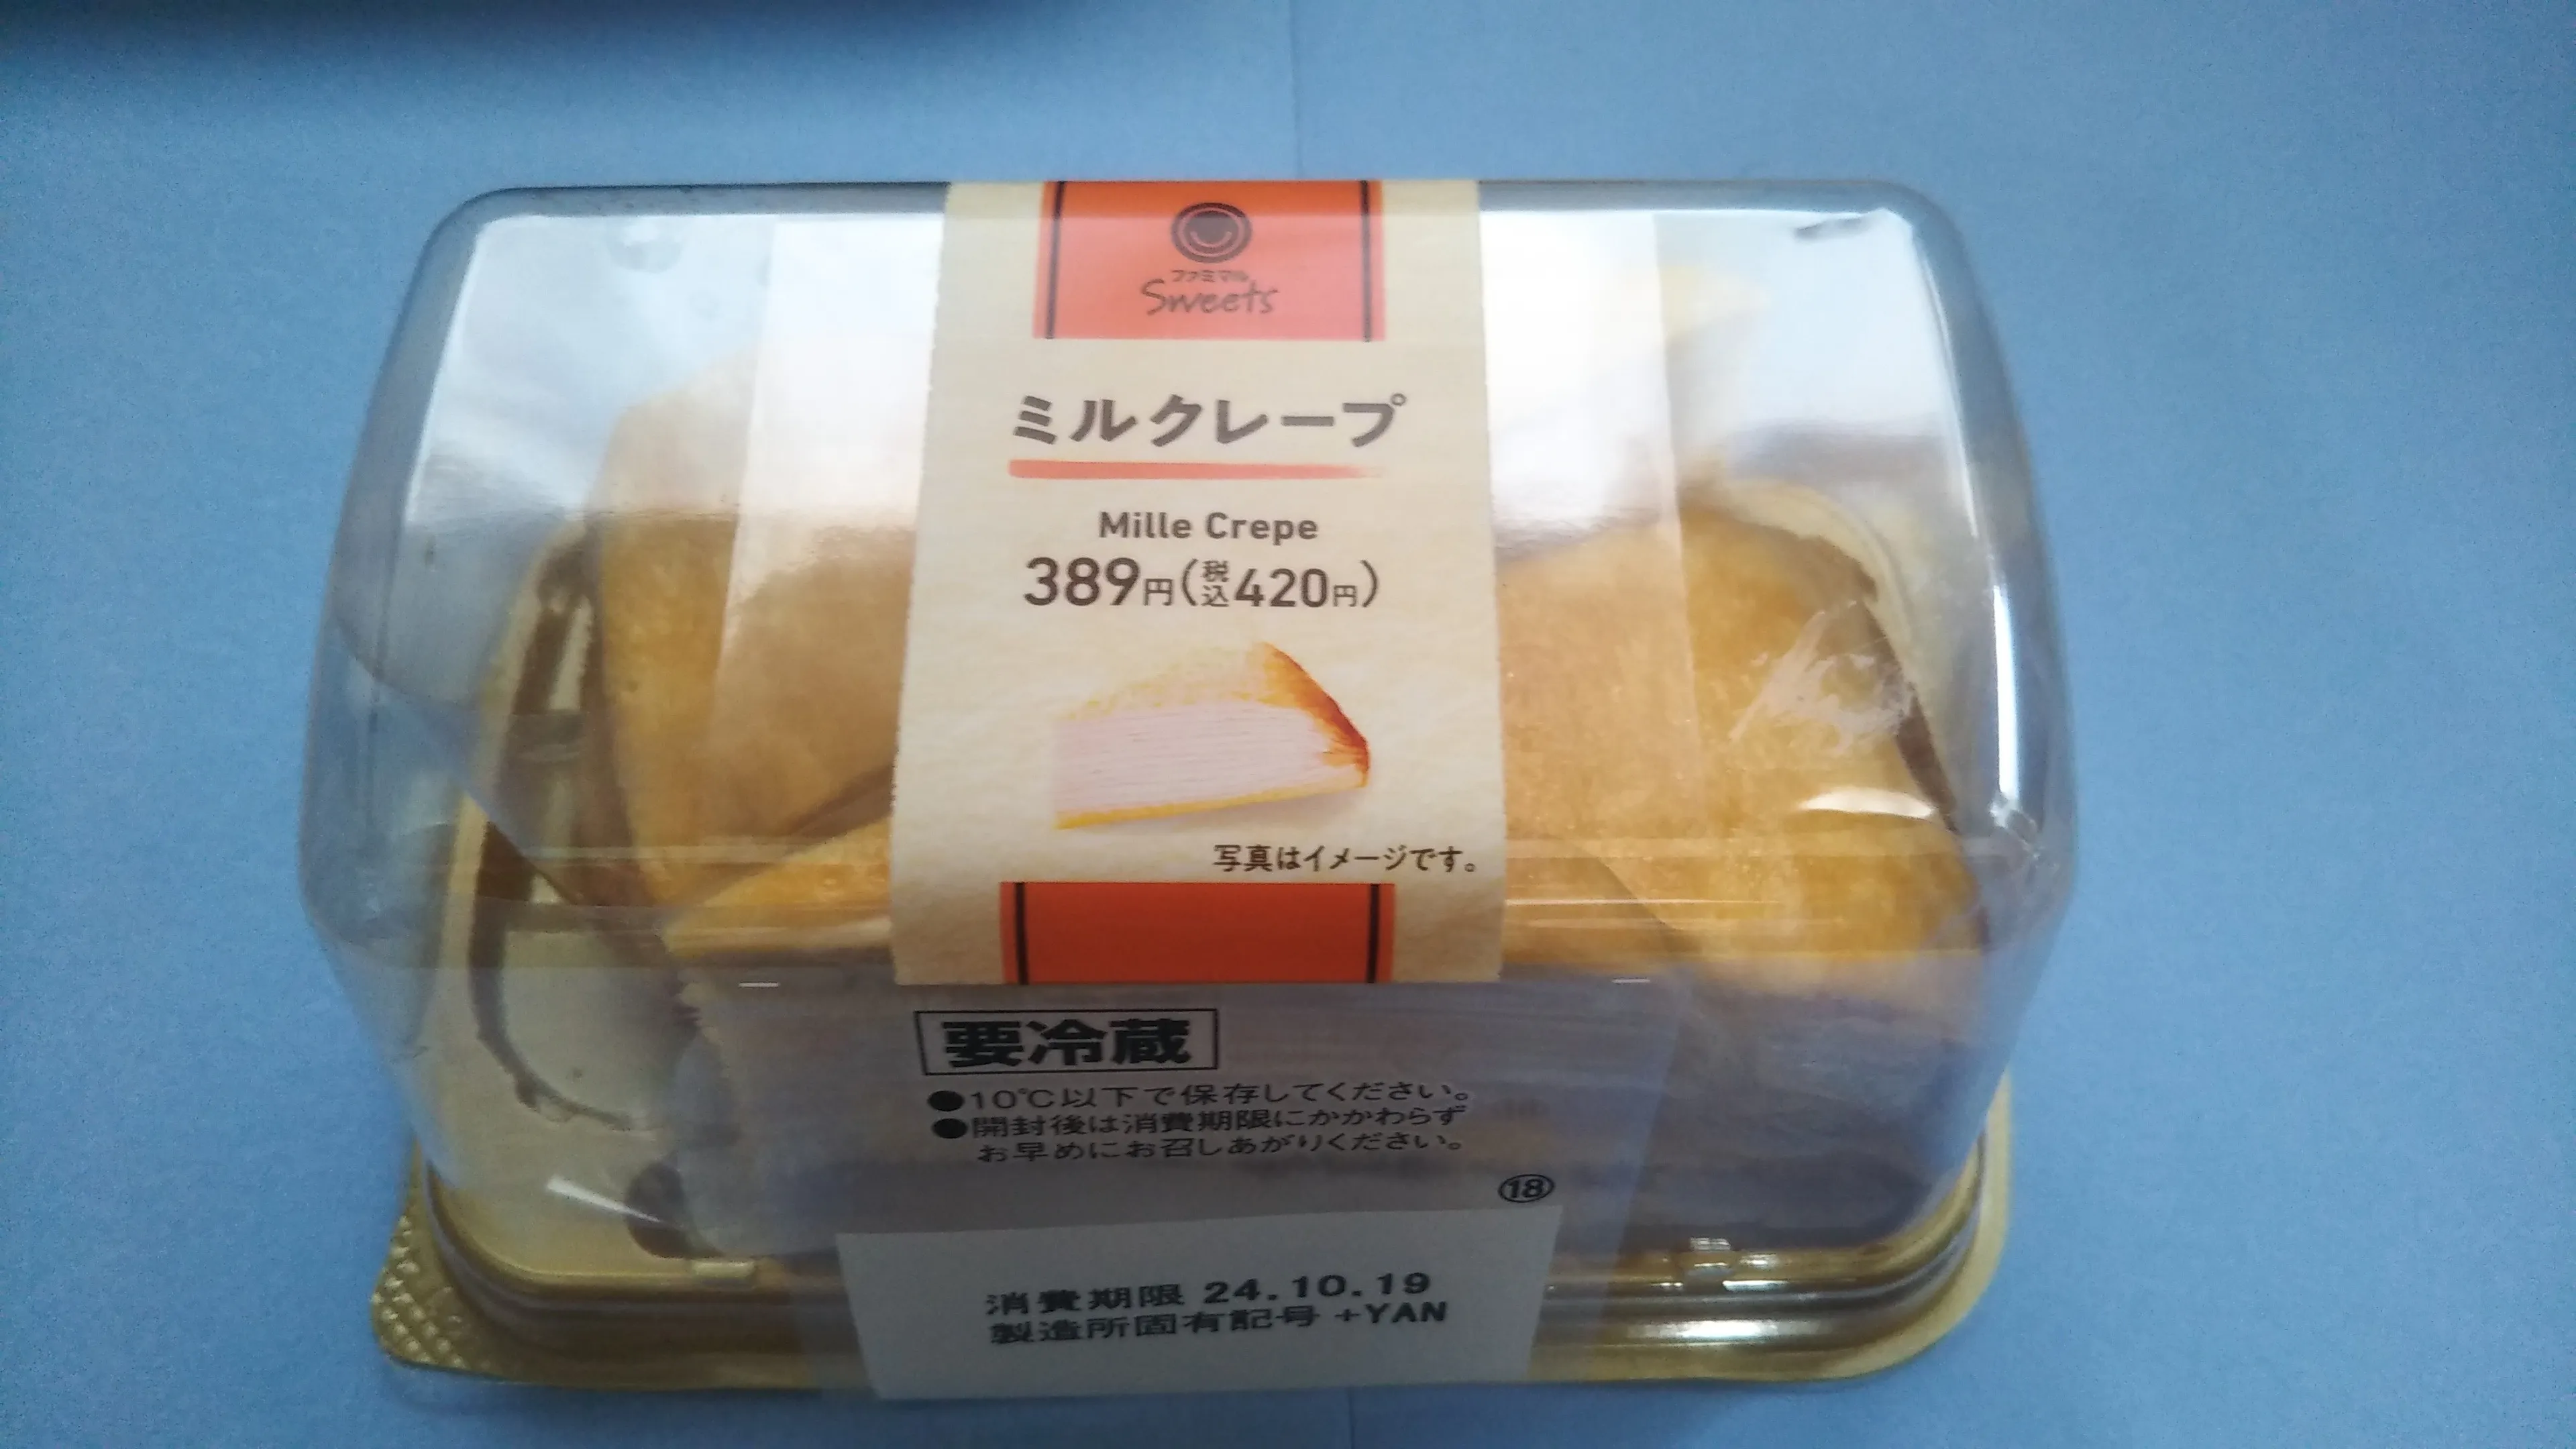 ファミマル
Sweets
ミルクレープ
Mille Crepe
389円(税込420円)
写真はイメージです。
要冷蔵
●10℃以下で保存してください。
●開封後は消費期限にかかわらず
お早めにお召しあがりください。
⑱
消費期限 24.10.19
製造所固有記号 +YAN